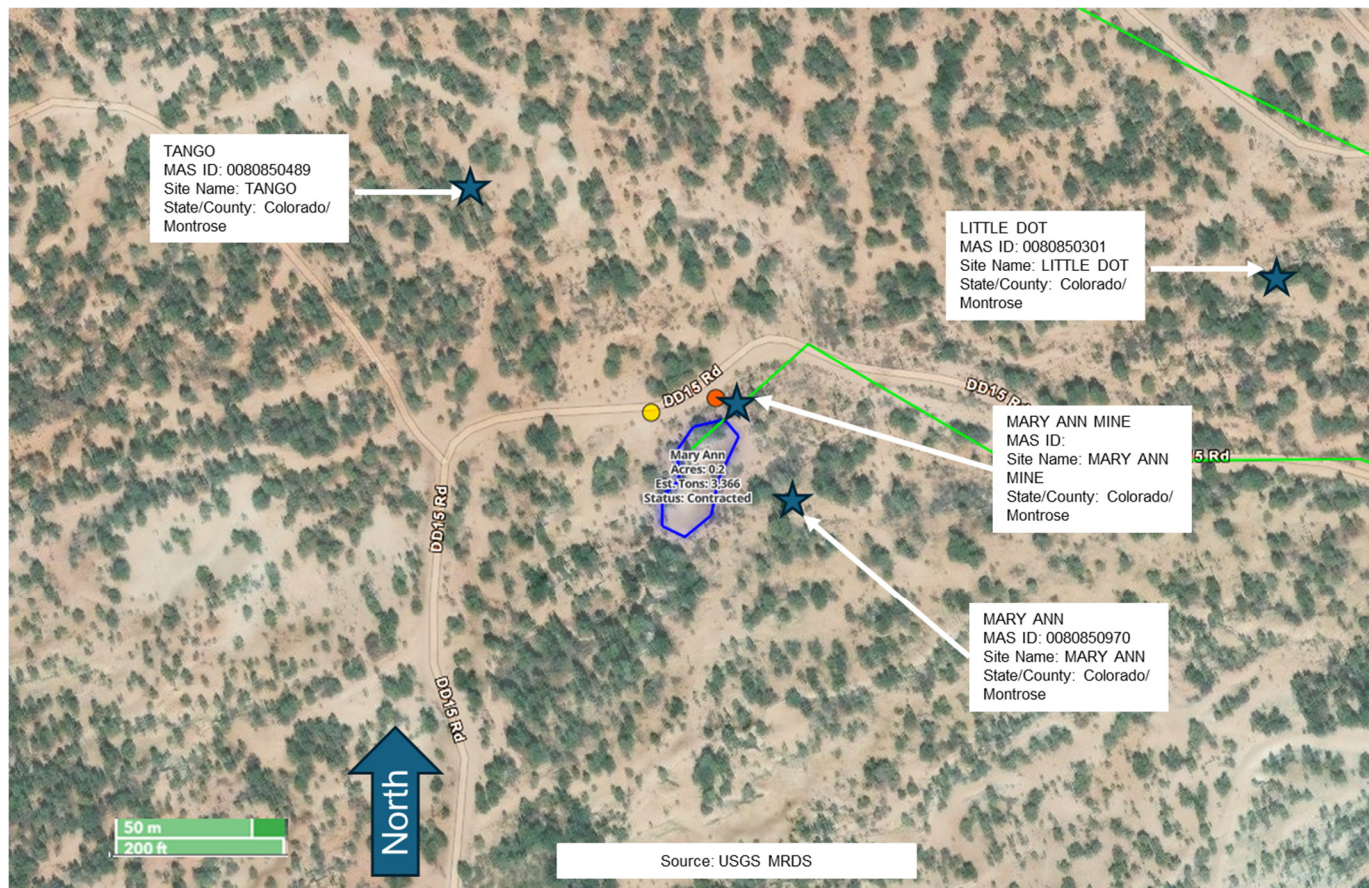 TANGO
MAS ID: 0080850489
Site Name: TANGO
State/County: Colorado/
Montrose
LITTLE DOT
MAS ID: 0080850301
Site Name: LITTLE DOT
State/County: Colorado/
Montrose
DD15 Rd
DD15 Rd
MARY ANN MINE
MAS ID:
Site Name: MARY ANN
MINE
State/County: Colorado/
Montrose
5 Rd
Mary Ann
Acres: 0.2
Est. Tons: 3,366
Status: Contracted
DD15 Rd
MARY ANN
MAS ID: 0080850970
Site Name: MARY ANN
State/County: Colorado/
Montrose
DD15 Rd
North
50 m
200 ft
Source: USGS MRDS